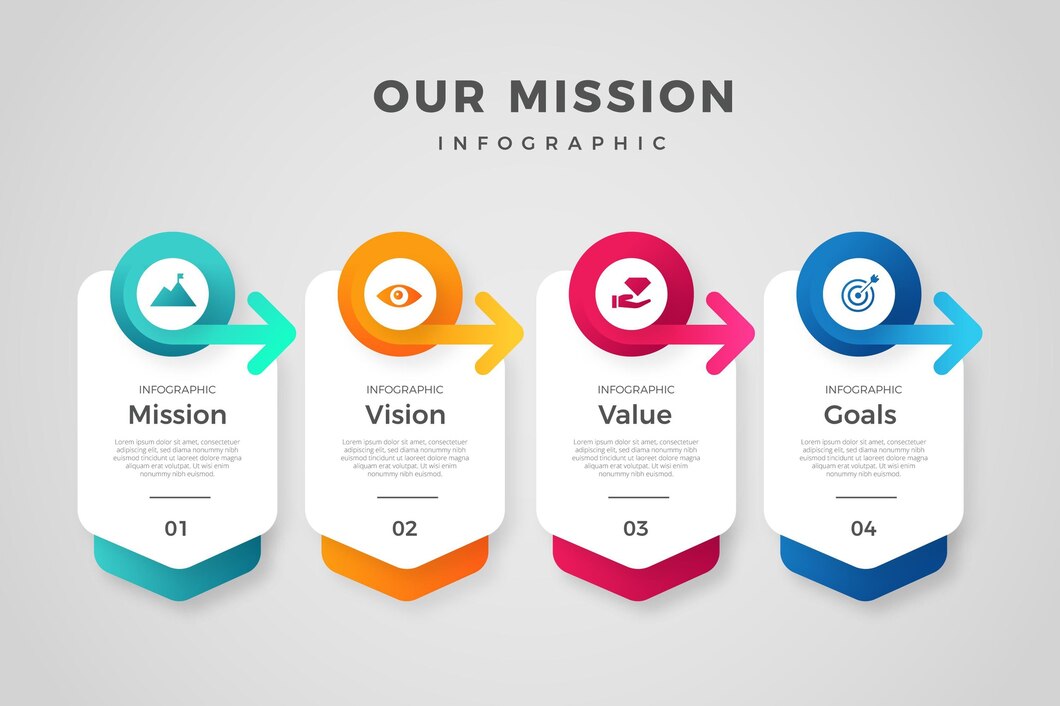 OUR MISSION
INFOGRAPHIC
INFOGRAPHIC
Mission
Lorem ipsum dolor sit amet, consectetuer
adipiscing elit, sed diama nonummy nibh
euismod tincidunt ut laoreet dolore magna
aliquam erat volutpat. Ut wisi enim
nonummy nibh euismod.
01
INFOGRAPHIC
Vision
Lorem ipsum dolor sit amet, consectetuer
adipiscing elit, sed diama nonummy nibh
euismod tincidunt ut laoreet dolore magna
aliquam erat volutpat. Ut wisi enim
nonummy nibh euismod.
02
INFOGRAPHIC
Value
Lorem ipsum dolor sit amet, consectetuer
adipiscing elit, sed diama nonummy nibh
euismod tincidunt ut laoreet dolore magna
aliquam erat volutpat. Ut wisi enim
nonummy nibh euismod.
03
INFOGRAPHIC
Goals
Lorem ipsum dolor sit amet, consectetuer
adipiscing elit, sed diama nonummy nibh
euismod tincidunt ut laoreet dolore magna
aliquam erat volutpat. Ut wisi enim
nonummy nibh euismod.
04